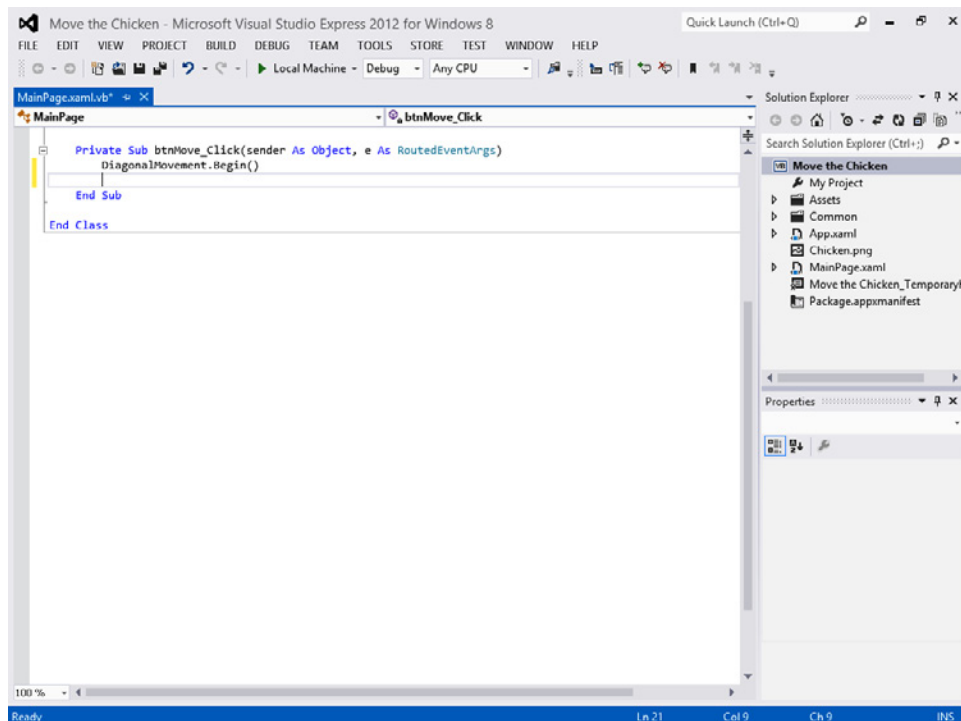 Move the Chicken - Microsoft Visual Studio Express 2012 for Windows 8
Quick Launch (Ctrl+Q)
FILE EDIT VIEW PROJECT BUILD DEBUG TEAM TOOLS STORE TEST WINDOW HELP
Local Machine Debug Any CPU
MainPage.xaml.vb*
MainPage
btnMove_Click
Private Sub btnMove_Click(sender As Object, e As RoutedEventArgs)
DiagonalMovement.Begin()
End Sub
End Class
Solution Explorer
Search Solution Explorer (Ctrl+;)
VB Move the Chicken
My Project
Assets
Common
App.xaml
Chicken.png
MainPage.xaml
Move the Chicken_Temporary
Package.appxmanifest
Properties
100 %
Ready Ln 21 Col 9 Ch 9 INS